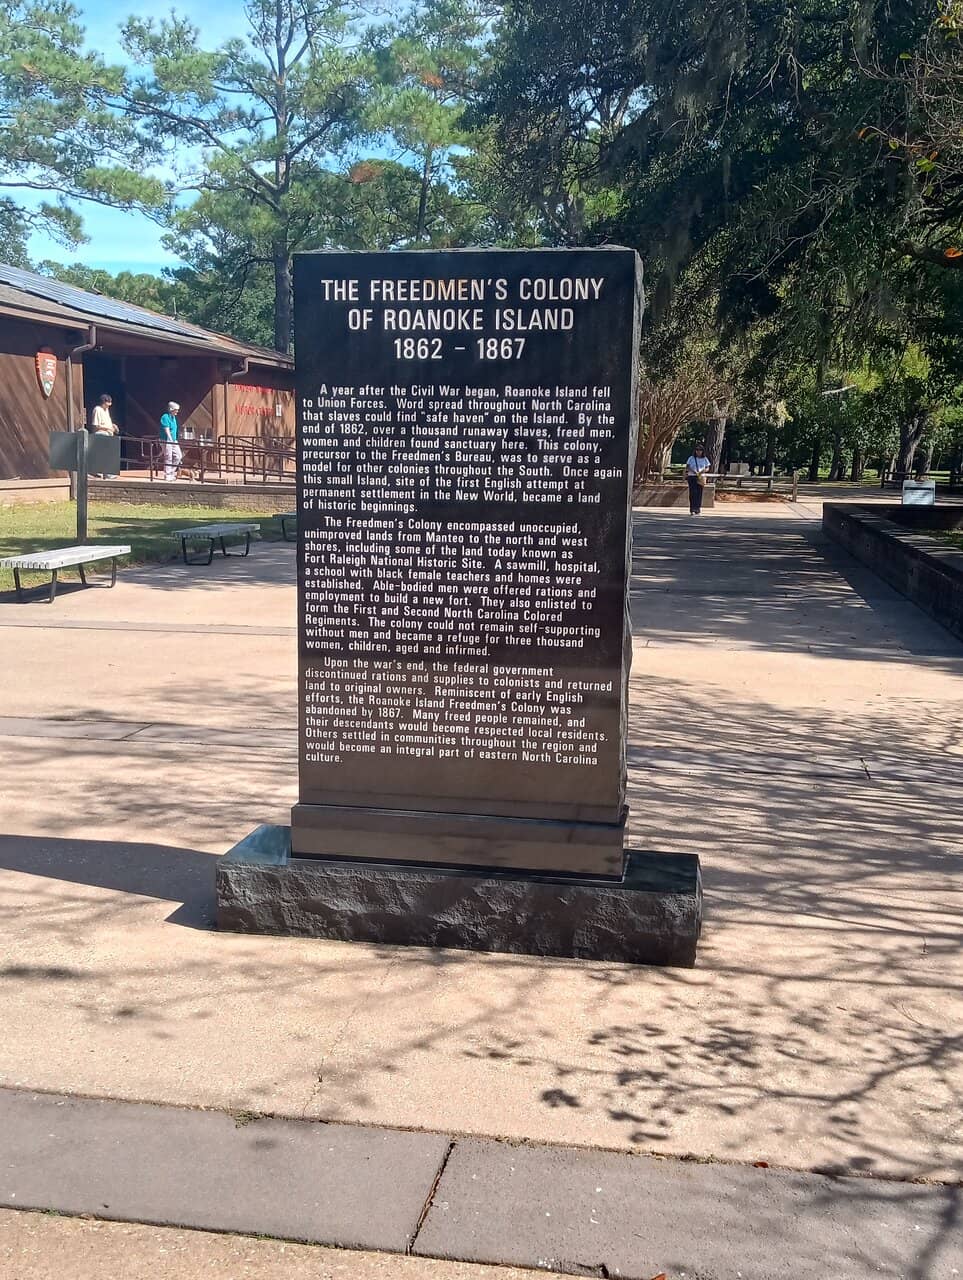 THE FREEDMEN'S COLONY
OF ROANOKE ISLAND
1862 - 1867
A year after the Civil War began, Roanoke Island fell
to Union Forces. Word spread throughout North Carolina
that slaves could find "safe haven" on the Island. By the
end of 1862, over a thousand runaway slaves, freed men,
women and children found sanctuary here. This colony,
precursor to the Freedmen's Bureau, was to serve as a
model for other colonies throughout the South. Once again
this small Island, site of the first English attempt at
permanent settlement in the New World, became a land
of historic beginnings.
The Freedmen's Colony encompassed unoccupied,
unimproved lands from Manteo to the north and west
shores, including some of the land today known as
Fort Raleigh National Historic Site. A sawmill, hospital,
a school with black female teachers and homes were
established. Able-bodied men were offered rations and
employment to build a new fort. They also enlisted to
form the First and Second North Carolina Colored
Regiments. The colony could not remain self-supporting
without men and became a refuge for three thousand
women, children, aged and infirmed.
Upon the war's end, the federal government
discontinued rations and supplies to colonists and returned
land to original owners. Reminiscent of early English
efforts, the Roanoke Island Freedmen's Colony was
abandoned by 1867. Many freed people remained, and
their descendants would become respected local residents.
Others settled in communities throughout the region and
would become an integral part of eastern North Carolina
culture.